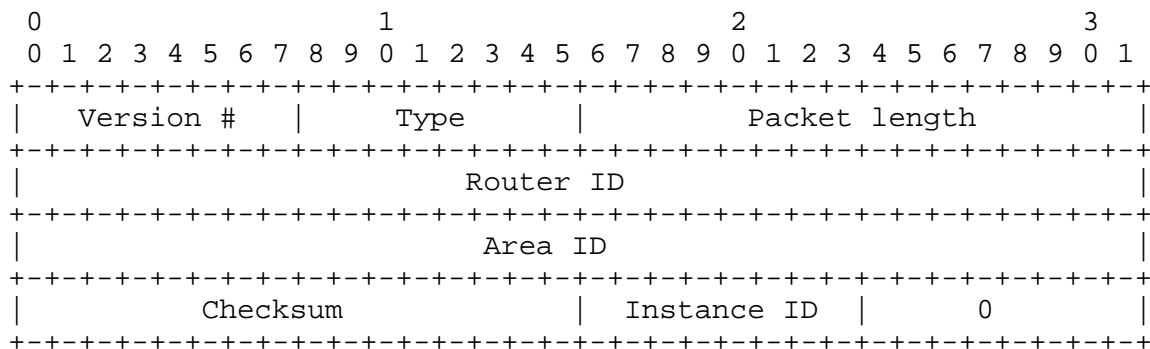 0                   1                   2                   3
 0 1 2 3 4 5 6 7 8 9 0 1 2 3 4 5 6 7 8 9 0 1 2 3 4 5 6 7 8 9 0 1
+-+-+-+-+-+-+-+-+-+-+-+-+-+-+-+-+-+-+-+-+-+-+-+-+-+-+-+-+-+-+-+-+
|   Version #   |     Type      |         Packet length         |
+-+-+-+-+-+-+-+-+-+-+-+-+-+-+-+-+-+-+-+-+-+-+-+-+-+-+-+-+-+-+-+-+
|                         Router ID                             |
+-+-+-+-+-+-+-+-+-+-+-+-+-+-+-+-+-+-+-+-+-+-+-+-+-+-+-+-+-+-+-+-+
|                          Area ID                              |
+-+-+-+-+-+-+-+-+-+-+-+-+-+-+-+-+-+-+-+-+-+-+-+-+-+-+-+-+-+-+-+-+
|          Checksum             |  Instance ID  |      0        |
+-+-+-+-+-+-+-+-+-+-+-+-+-+-+-+-+-+-+-+-+-+-+-+-+-+-+-+-+-+-+-+-+